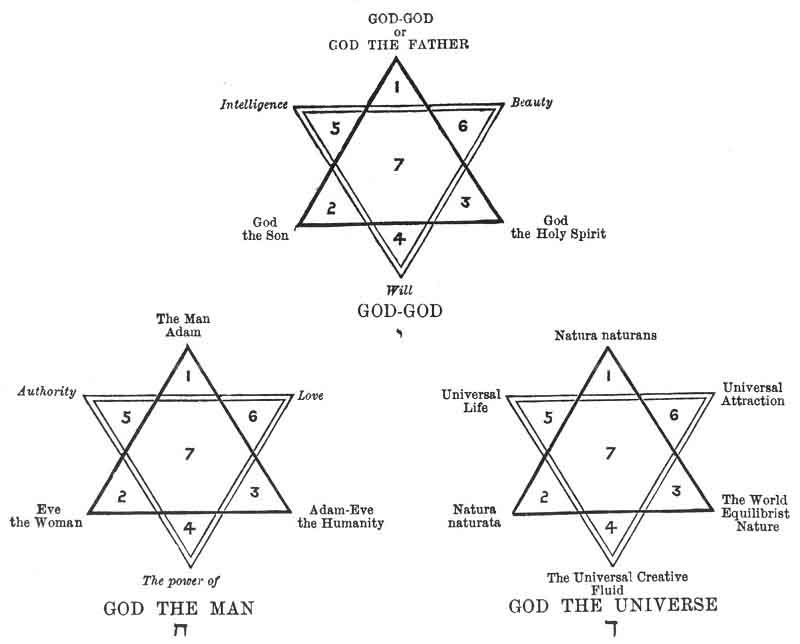 GOD-GOD
or
GOD THE FATHER
1
Intelligence
Beauty
5
6
7
2
3
God
the Son
God
the Holy Spirit
4
Will
GOD-GOD
י
The Man
Adam
1
Authority
Love
5
6
7
2
3
Eve
the Woman
Adam-Eve
the Humanity
4
The power of
GOD THE MAN
ח
Natura naturans
1
Universal
Life
Universal
Attraction
5
6
7
2
3
Natura
naturata
The World
Equilibrist
Nature
4
The Universal Creative
Fluid
GOD THE UNIVERSE
ד